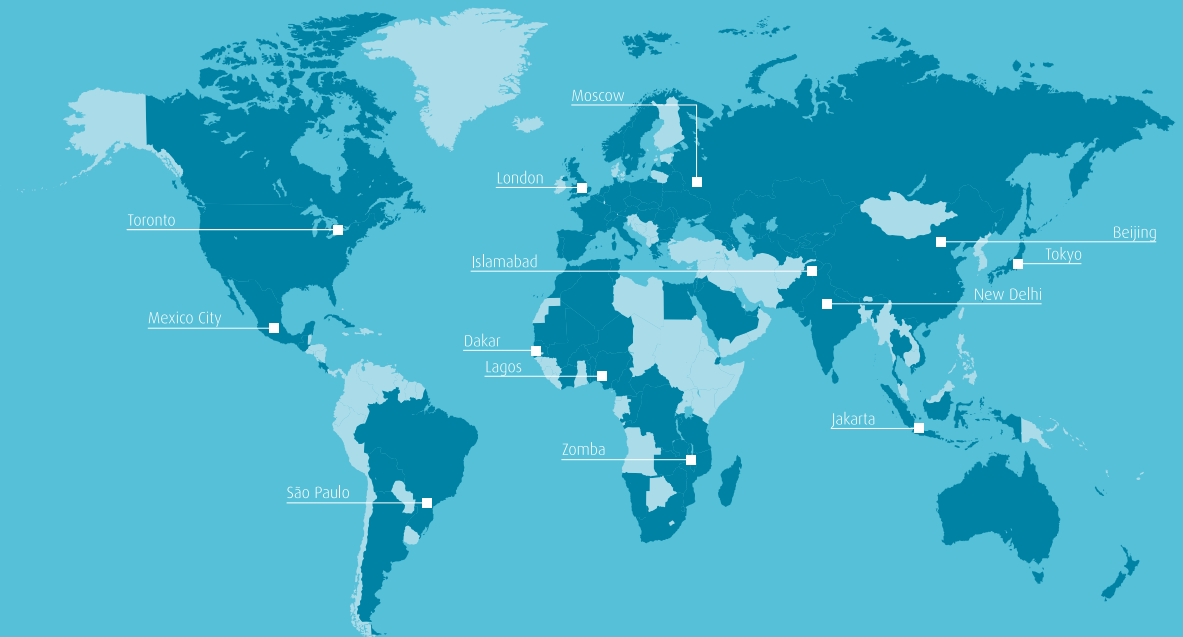 Moscow
London
Toronto
Beijing
Tokyo
Islamabad
New Delhi
Mexico City
Dakar
Lagos
Jakarta
Zomba
São Paulo